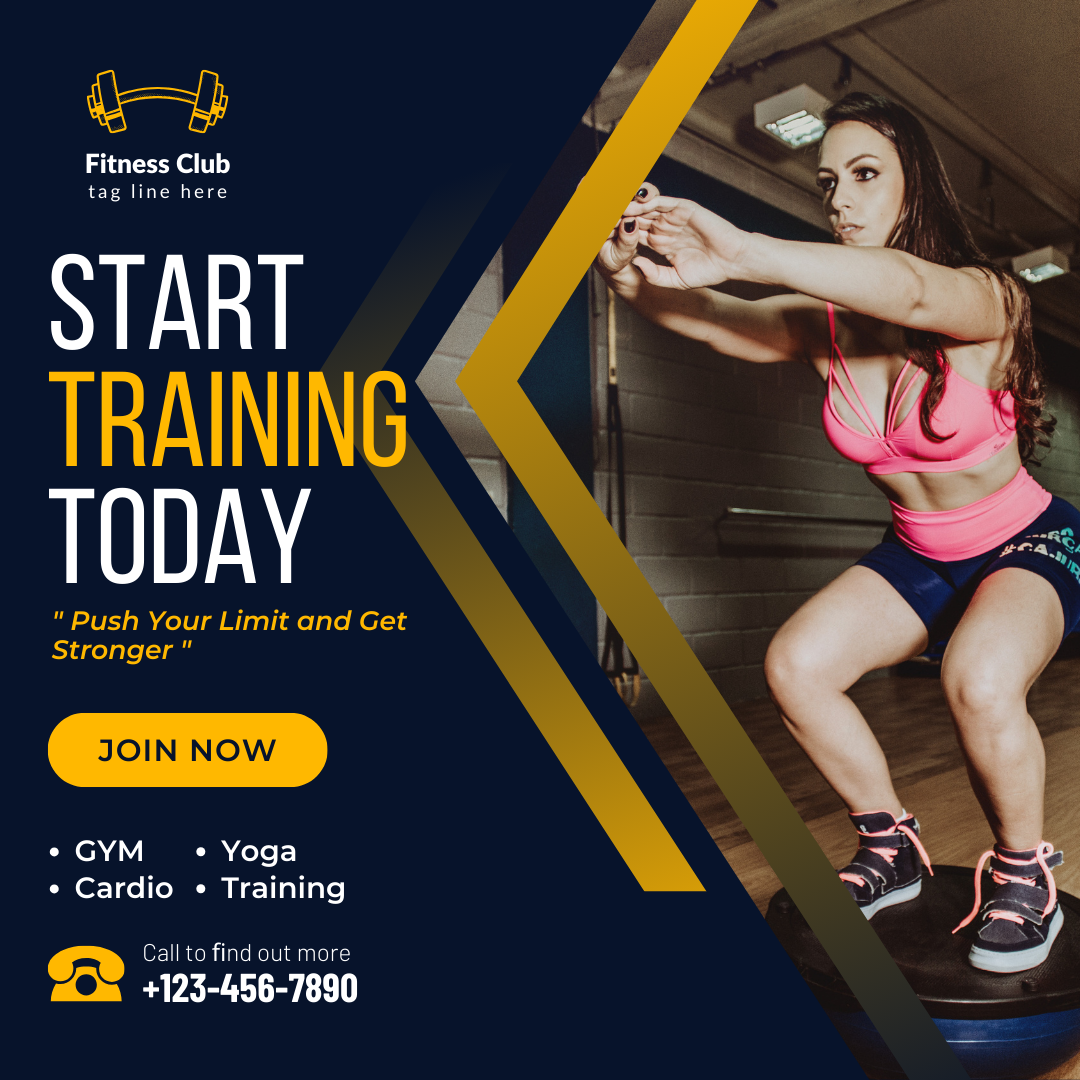 Fitness Club
tag line here
START
TRAINING
TODAY
" Push Your Limit and Get
Stronger "
JOIN NOW
• GYM • Yoga
• Cardio • Training
Call to find out more
+123-456-7890